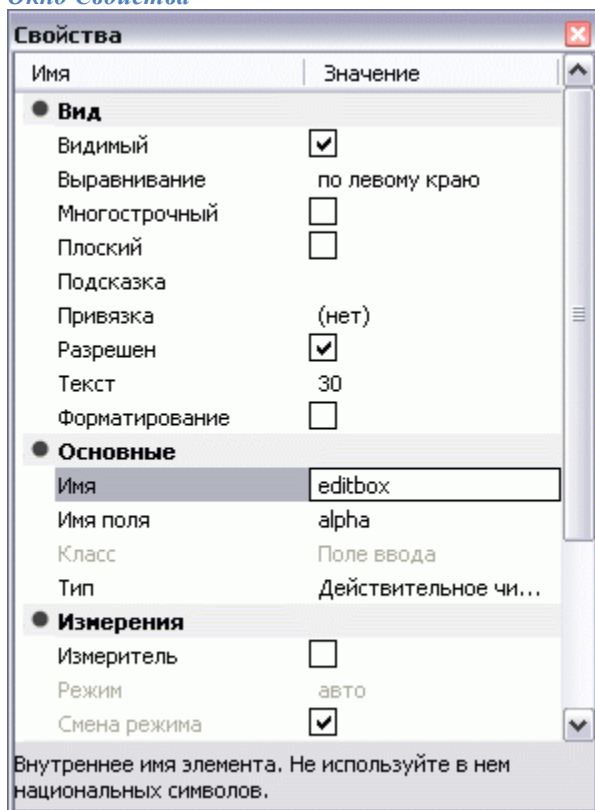 Окно Свойства
Свойства
Имя Значение
Вид
Видимый
Выравнивание по левому краю
Многострочный
Плоский
Подсказка
Привязка (нет)
Разрешен
Текст 30
Форматирование
Основные
Имя editbox
Имя поля alpha
Класс Поле ввода
Тип Действительное чи...
Измерения
Измеритель
Режим авто
Смена режима
Внутреннее имя элемента. Не используйте в нем
национальных символов.